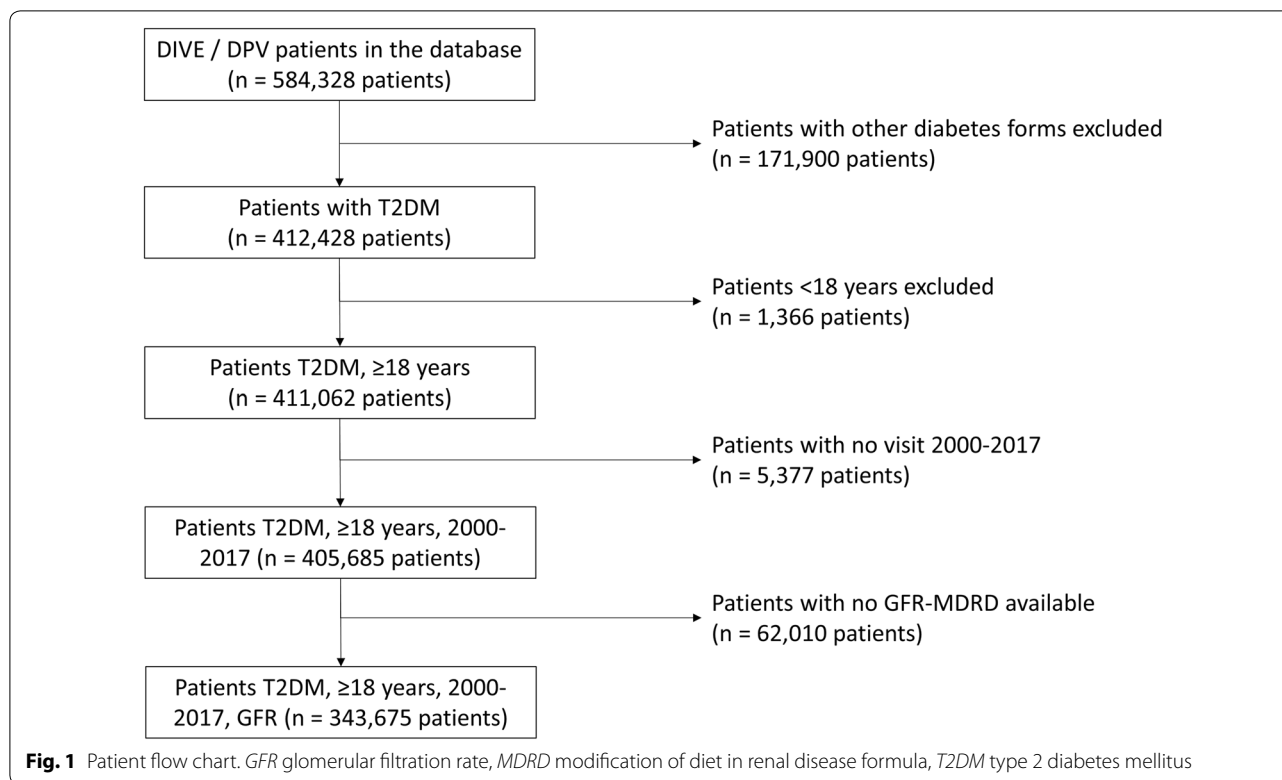 DIVE / DPV patients in the database
(n = 584,328 patients)
Patients with other diabetes forms excluded
(n = 171,900 patients)
Patients with T2DM
(n = 412,428 patients)
Patients <18 years excluded
(n = 1,366 patients)
Patients T2DM, ≥18 years
(n = 411,062 patients)
Patients with no visit 2000-2017
(n = 5,377 patients)
Patients T2DM, ≥18 years, 2000-
2017 (n = 405,685 patients)
Patients with no GFR-MDRD available
(n = 62,010 patients)
Patients T2DM, ≥18 years, 2000-
2017, GFR (n = 343,675 patients)
Fig. 1 Patient flow chart. GFR glomerular filtration rate, MDRD modification of diet in renal disease formula, T2DM type 2 diabetes mellitus